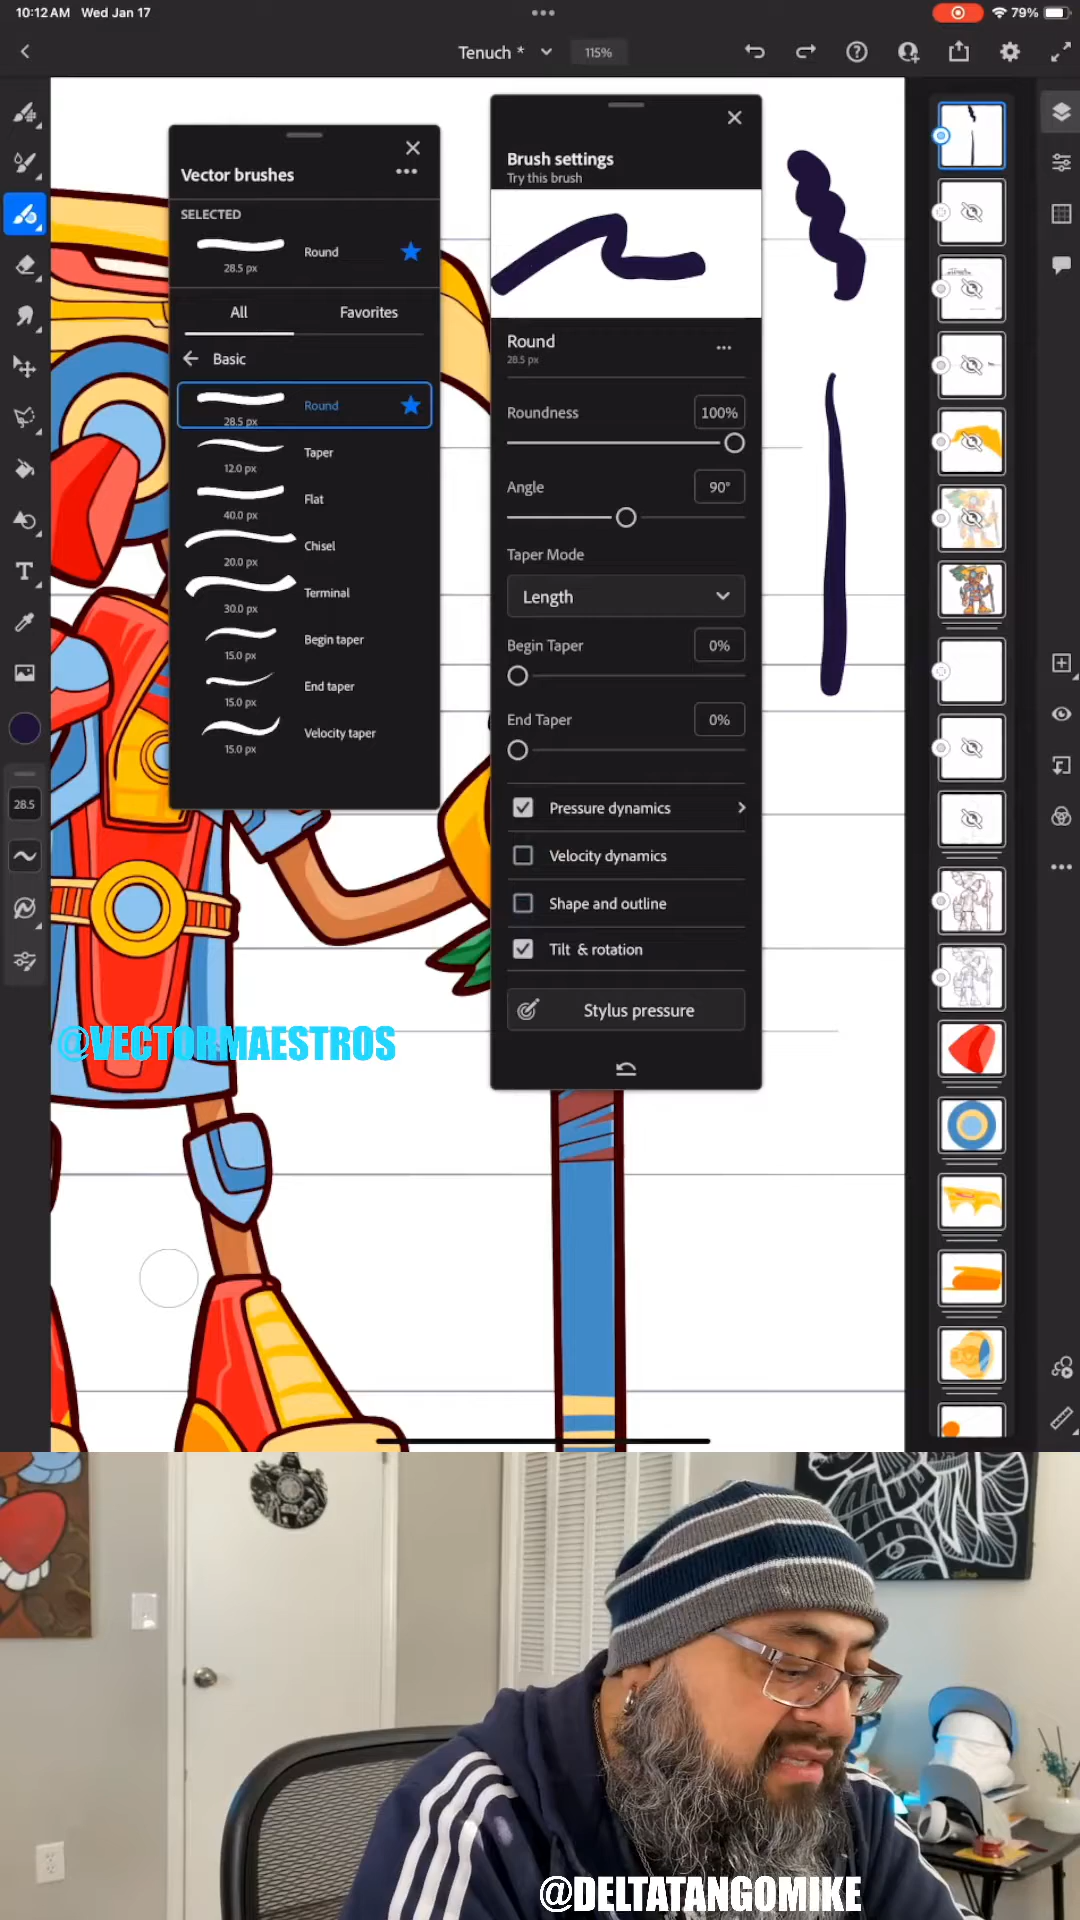 10:12 AM Wed Jan 17
79%
Tenuch *
115%
Vector brushes
SELECTED
Round
28.5 px
All
Favorites
Basic
Round
28.5 px
Taper
12.0 px
Flat
40.0 px
Chisel
20.0 px
Terminal
30.0 px
Begin taper
15.0 px
End taper
15.0 px
Velocity taper
15.0 px
Brush settings
Try this brush
Round
28.5 px
Roundness
100%
Angle
90°
Taper Mode
Length
Begin Taper
0%
End Taper
0%
Pressure dynamics
Velocity dynamics
Shape and outline
Tilt & rotation
Stylus pressure
T
28.5
@VECTORMAESTROS
@DELTATANGOMIKE